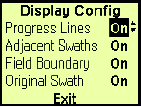 Display Config
Progress Lines On
Adjacent Swaths On
Field Boundary On
Original Swath On
Exit